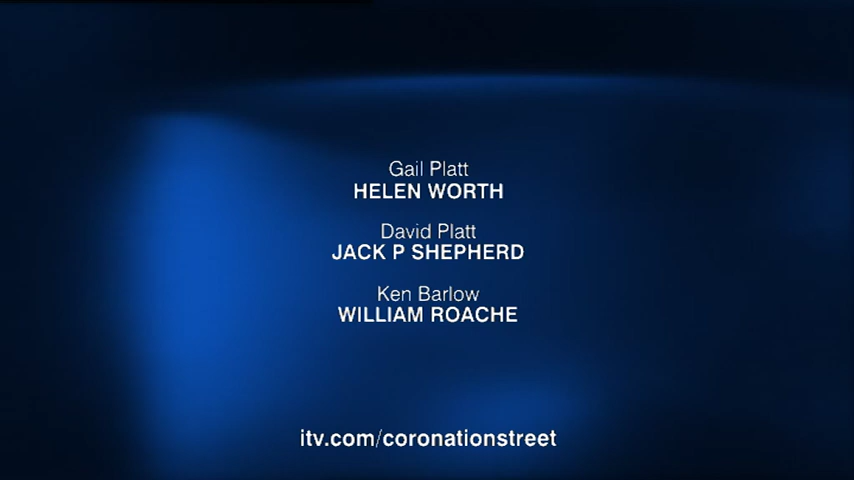 Gail Platt
HELEN WORTH
David Platt
JACK P SHEPHERD
Ken Barlow
WILLIAM ROACHE
itv.com/coronationstreet